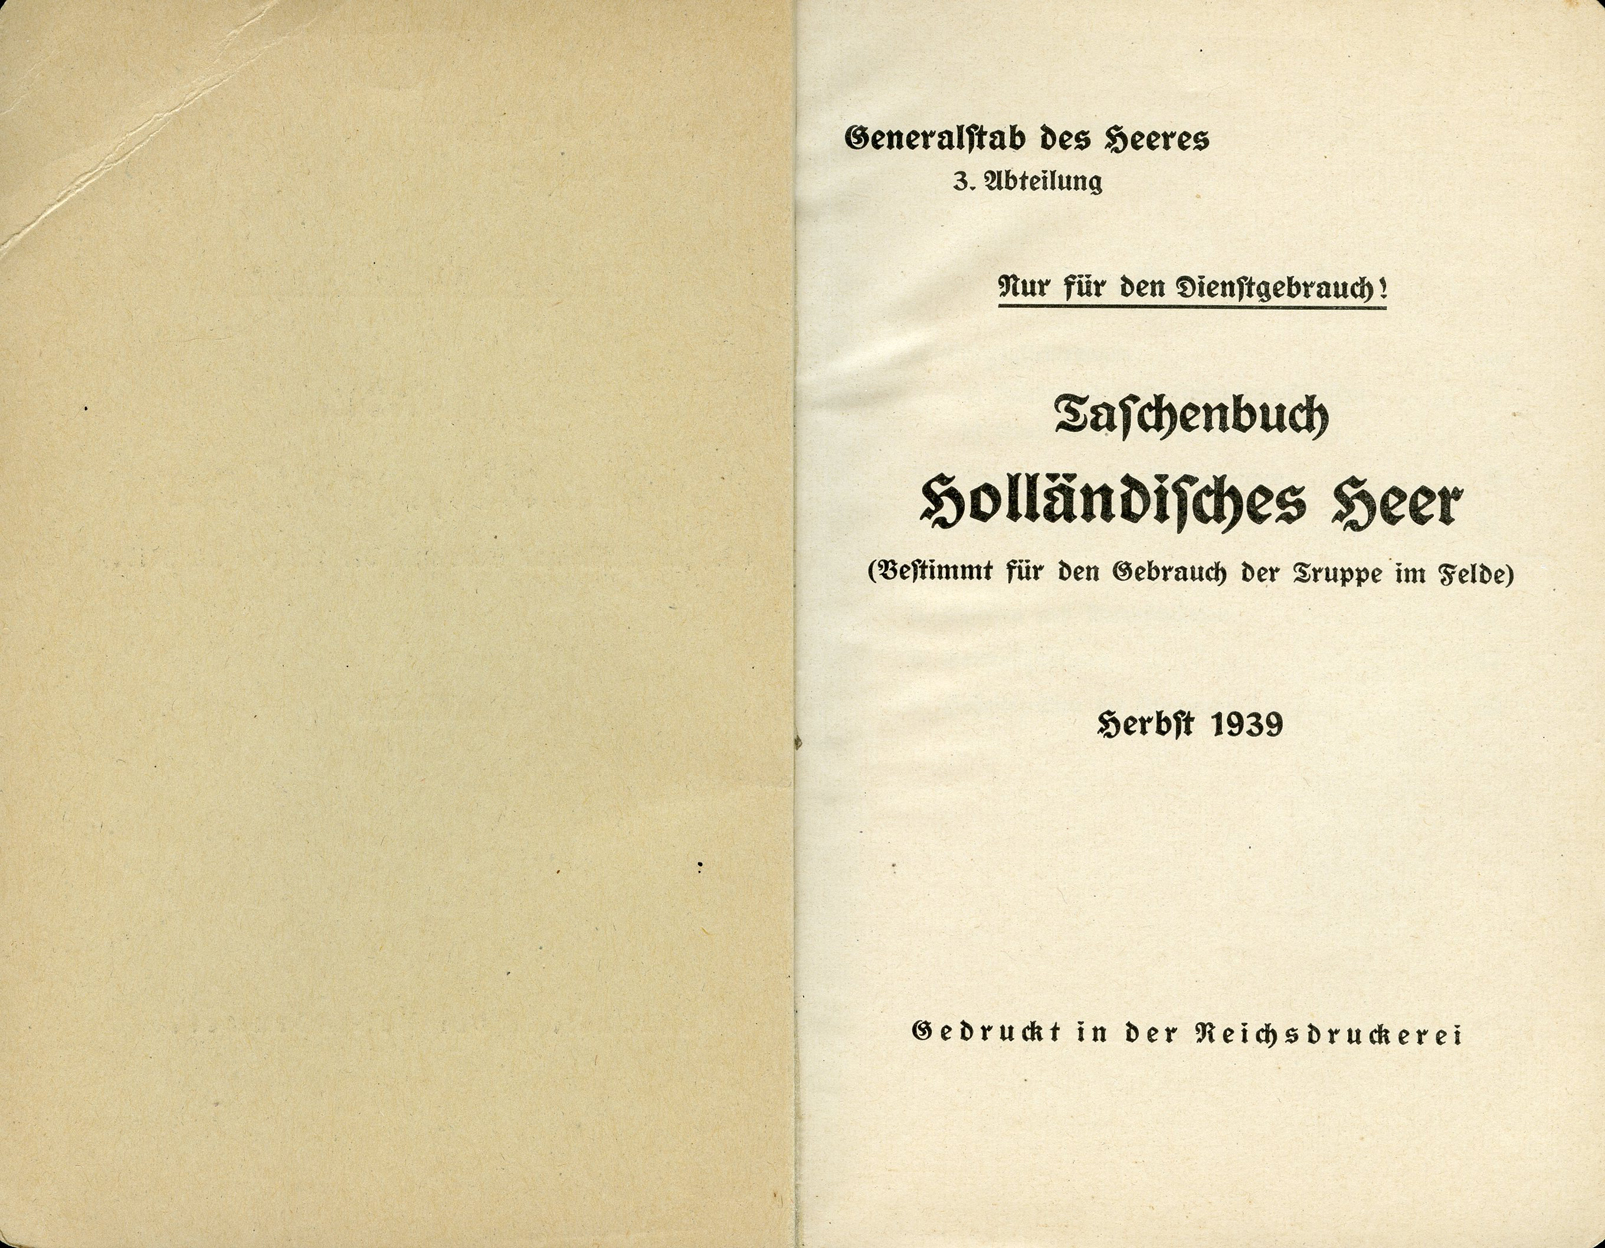 Generalstab des Heeres
3. Abteilung
Nur für den Dienstgebrauch!
Taschenbuch
Holländisches Heer
(Bestimmt für den Gebrauch der Truppe im Felde)
Herbst 1939
Gedruckt in der Reichsdruckerei